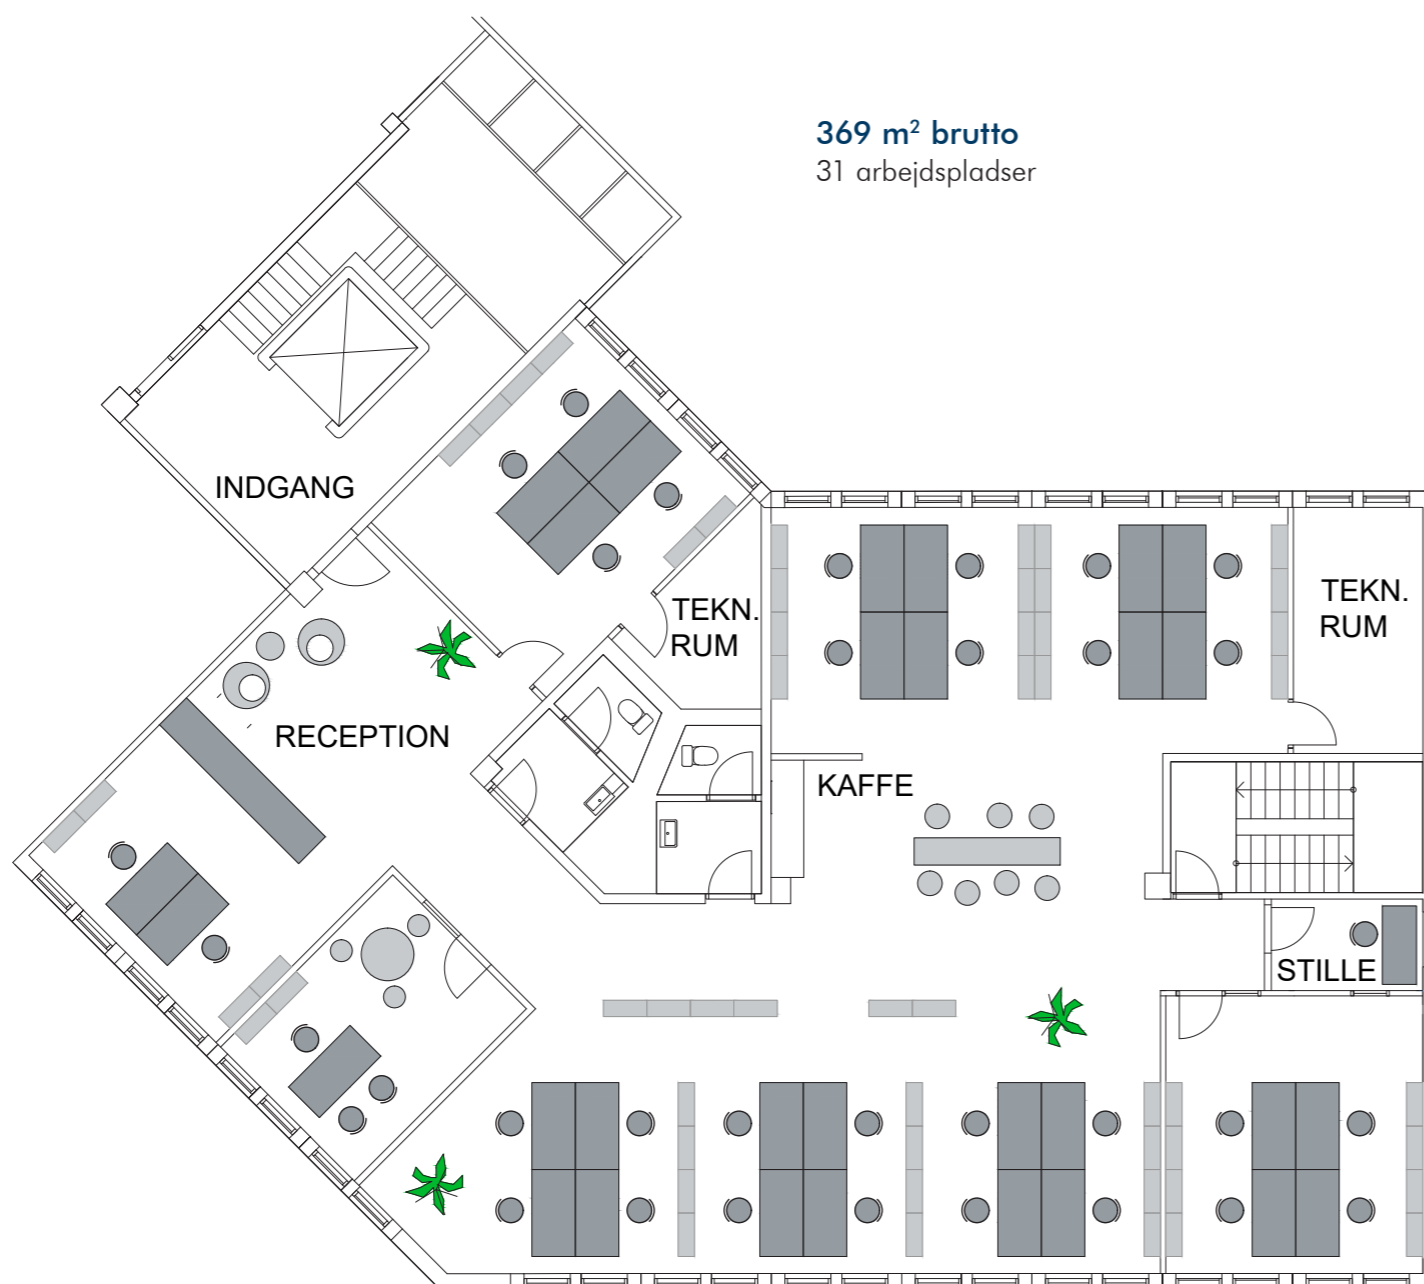 369 m² brutto
31 arbejdspladser
INDGANG
TEKN.
RUM
TEKN.
RUM
RECEPTION
KAFFE
STILLE